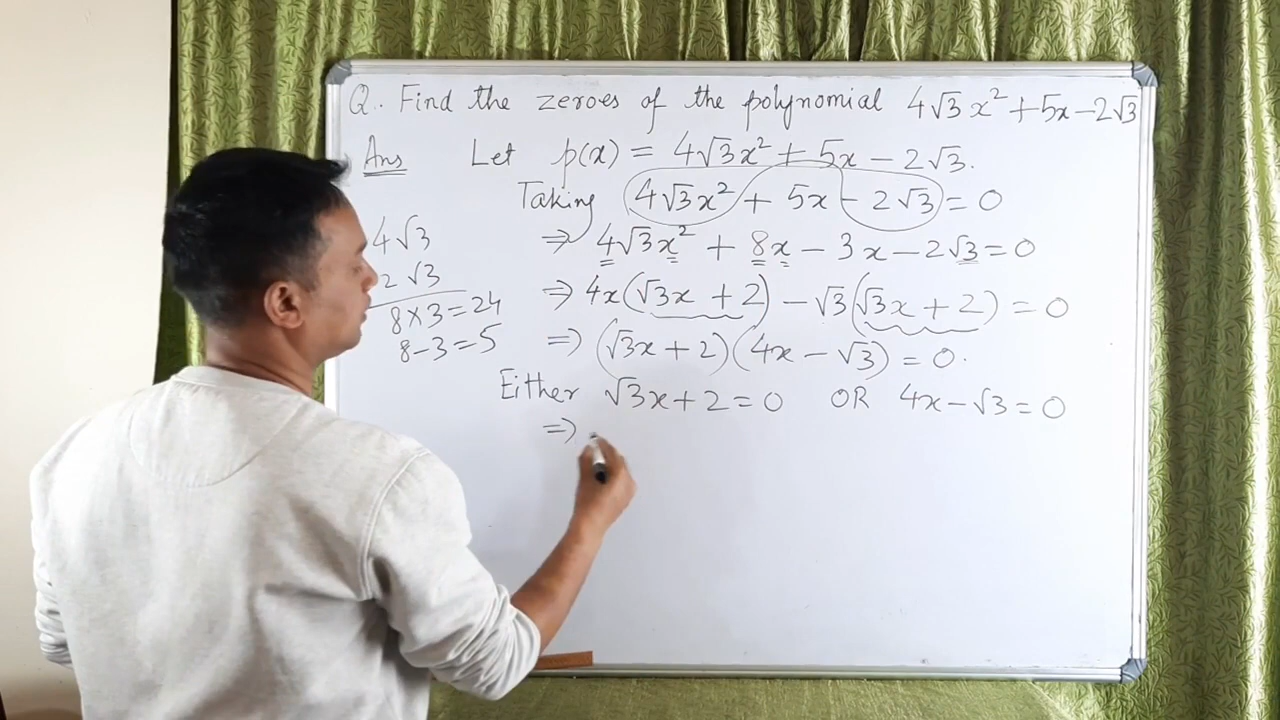 Q. Find the zeroes of the polynomial 4√3 x² + 5x − 2√3
Ans Let p(x) = 4√3x² + 5x − 2√3.
Taking 4√3x² + 5x − 2√3 = 0
⇒ 4√3x² + 8x − 3x − 2√3 = 0
⇒ 4x(√3x + 2) − √3(√3x + 2) = 0
⇒ (√3x + 2)(4x − √3) = 0.
Either √3x + 2 = 0 OR 4x − √3 = 0
⇒
4√3
2√3
8×3=24
8−3=5